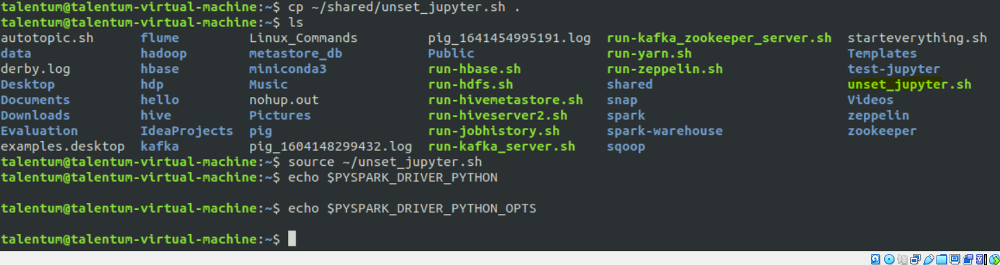 talentum@talentum-virtual-machine:~$ cp ~/shared/unset_jupyter.sh .
talentum@talentum-virtual-machine:~$ ls
autotopic.sh flume Linux_Commands pig_1641454995191.log run-kafka_zookeeper_server.sh starteverything.sh
data hadoop metastore_db Public run-yarn.sh Templates
derby.log hbase miniconda3 run-hbase.sh run-zeppelin.sh test-jupyter
Desktop hdp Music run-hdfs.sh shared unset_jupyter.sh
Documents hello nohup.out run-hivemetastore.sh snap Videos
Downloads hive Pictures run-hiveserver2.sh spark zeppelin
Evaluation IdeaProjects pig run-jobhistory.sh spark-warehouse zookeeper
examples.desktop kafka pig_1604148299432.log run-kafka_server.sh sqoop
talentum@talentum-virtual-machine:~$ source ~/unset_jupyter.sh
talentum@talentum-virtual-machine:~$ echo $PYSPARK_DRIVER_PYTHON
talentum@talentum-virtual-machine:~$ echo $PYSPARK_DRIVER_PYTHON_OPTS
talentum@talentum-virtual-machine:~$